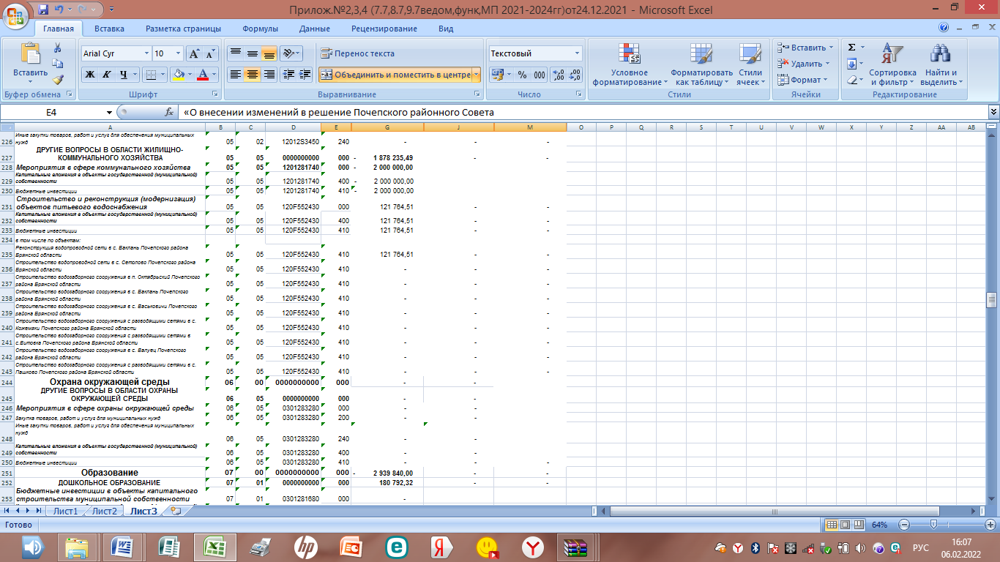 Прилож.№2,3,4 (7.7,8.7,9.7ведом,функ,МП 2021-2024гг)от24.12.2021 - Microsoft Excel
Главная Вставка Разметка страницы Формулы Данные Рецензирование Вид
Arial Cyr 10 Перенос текста Текстовый Вставить Σ
Вставить Условное форматирование Форматировать как таблицу Стили ячеек Удалить Сортировка и фильтр Найти и выделить
Ж К Ч А Объединить и поместить в центре % 000 Формат
Буфер обмена Шрифт Выравнивание Число Стили Ячейки Редактирование
E4 fx «О внесении изменений в решение Почепского районного Совета
A B C D E G J M O P Q R S T U V W X Y Z AA AB
226 Иные закупки товаров, работ и услуг для обеспечения муниципальных нужд 05 02 12012S3450 240 - - -
227 ДРУГИЕ ВОПРОСЫ В ОБЛАСТИ ЖИЛИЩНО-КОММУНАЛЬНОГО ХОЗЯЙСТВА 05 05 0000000000 000 - 1 878 235,49 - -
228 Мероприятия в сфере коммунального хозяйства 05 05 1201281740 000 - 2 000 000,00
229 Капитальные вложения в объекты государственной (муниципальной) собственности 05 05 1201281740 400 - 2 000 000,00
230 Бюджетные инвестиции 05 05 1201281740 410 - 2 000 000,00
231 Строительство и реконструкция (модернизация) объектов питьевого водоснабжения 05 05 120F552430 000 121 764,51 - -
232 Капитальные вложения в объекты государственной (муниципальной) собственности 05 05 120F552430 400 121 764,51 - -
233 Бюджетные инвестиции 05 05 120F552430 410 121 764,51 - -
234 в том числе по объектам:
235 Реконструкция водопроводной сети в с. Баклань Почепского района Брянской области 05 05 120F552430 410 121 764,51 - -
236 Строительство водопроводной сети в с. Сетолово Почепского района Брянской области 05 05 120F552430 410 - - -
237 Строительство водозаборного сооружения в п. Октябрьский Почепского района Брянской области 05 05 120F552430 410 - - -
238 Строительство водозаборного сооружения в с. Баклань Почепского района Брянской области 05 05 120F552430 410 - - -
239 Строительство водозаборного сооружения в с. Васьковичи Почепского района Брянской области 05 05 120F552430 410 - - -
240 Строительство водозаборного сооружения с разводящими сетями в с. Кожемяки Почепского района Брянской области 05 05 120F552430 410 - - -
241 Строительство водозаборного сооружения с разводящими сетями в с.Витовка Почепского района Брянской области 05 05 120F552430 410 - - -
242 Строительство водозаборного сооружения в с. Валуец Почепского района Брянской области 05 05 120F552430 410 - - -
243 Строительство водозаборного сооружения с разводящими сетями в с. Пашково Почепского района Брянской области 05 05 120F552430 410 - - -
244 Охрана окружающей среды 06 00 0000000000 000 - -
245 ДРУГИЕ ВОПРОСЫ В ОБЛАСТИ ОХРАНЫ ОКРУЖАЮЩЕЙ СРЕДЫ 06 05 0000000000 000 - -
246 Мероприятия в сфере охраны окружающей среды 06 05 0301283280 000 - -
247 Закупка товаров, работ и услуг для муниципальных нужд 06 05 0301283280 200 - -
248 Иные закупки товаров, работ и услуг для обеспечения муниципальных нужд 06 05 0301283280 240 - -
249 Капитальные вложения в объекты государственной (муниципальной) собственности 06 05 0301283280 400 - -
250 Бюджетные инвестиции 06 05 0301283280 410 - - -
251 Образование 07 00 0000000000 000 - 2 939 840,00 - -
252 ДОШКОЛЬНОЕ ОБРАЗОВАНИЕ 07 01 0000000000 000 180 792,32 - -
253 Бюджетные инвестиции в объекты капитального строительства муниципальной собственности 07 01 0301281680 000 -
Лист1 Лист2 Лист3
Готово 64%
РУС 16:07
06.02.2022